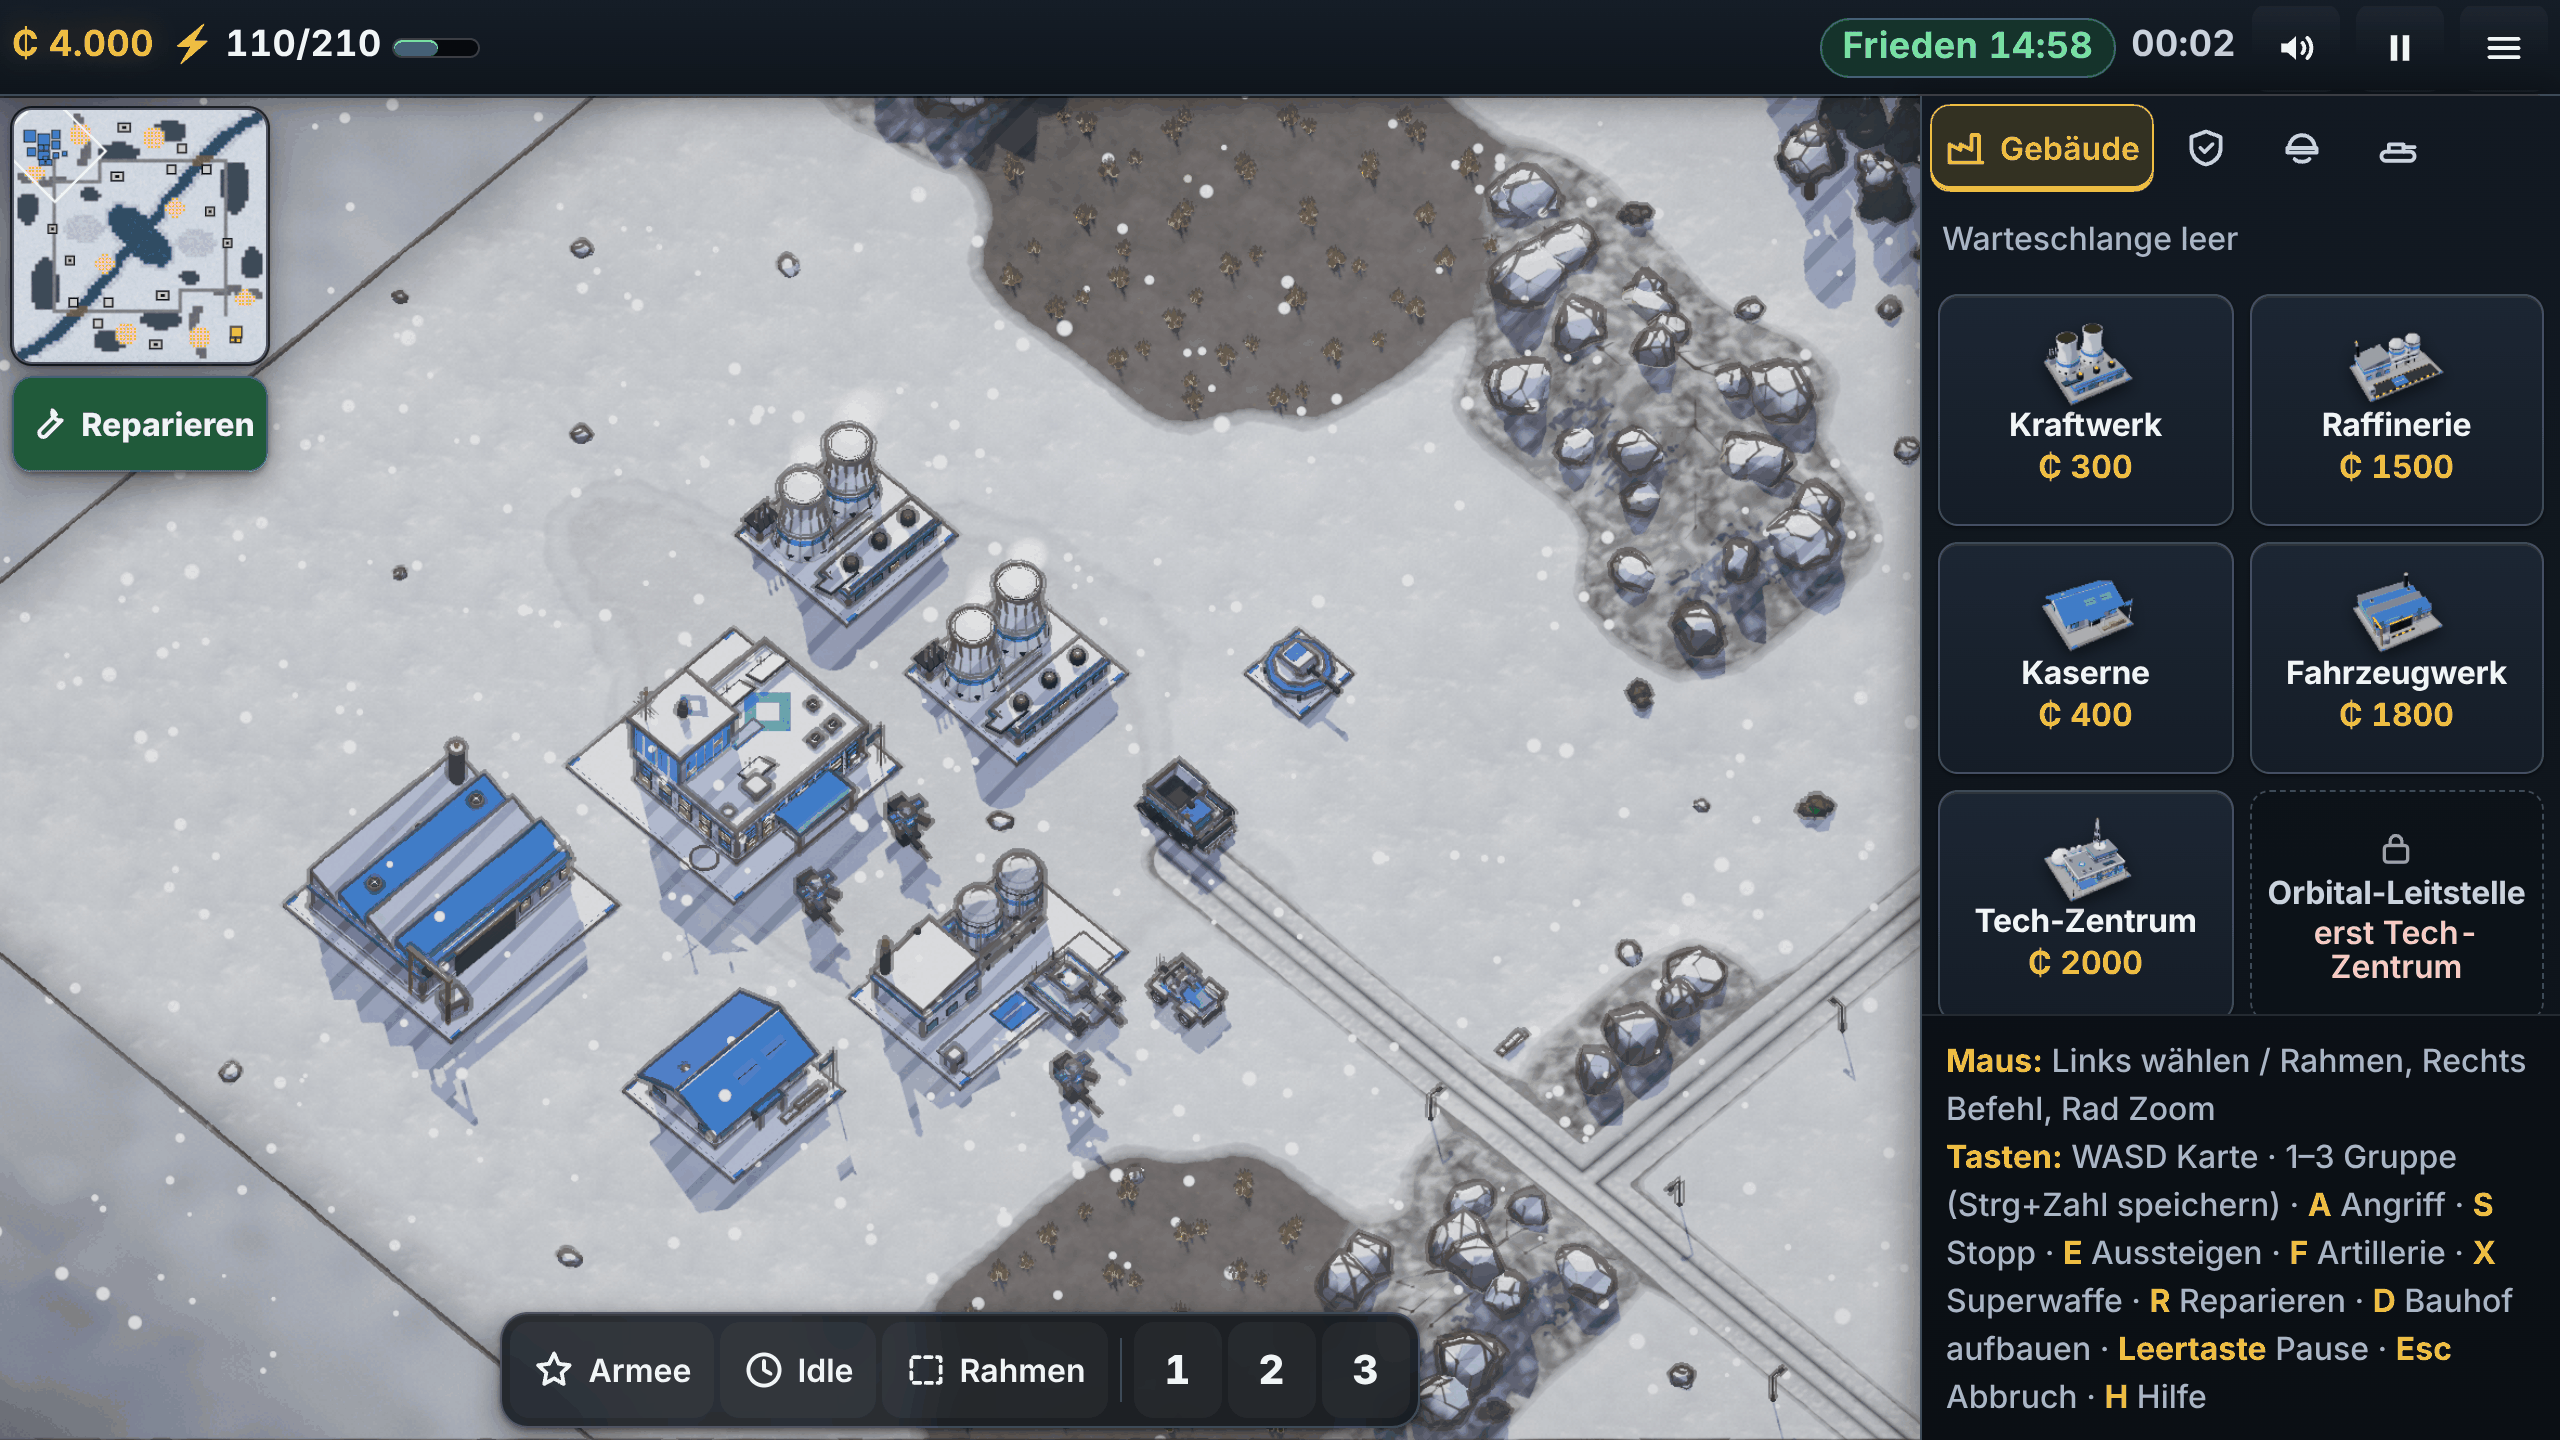 ₵ 4.000 ⚡ 110/210
Frieden 14:58 00:02
Reparieren
Gebäude
Warteschlange leer
Kraftwerk
₵ 300
Raffinerie
₵ 1500
Kaserne
₵ 400
Fahrzeugwerk
₵ 1800
Tech-Zentrum
₵ 2000
Orbital-Leitstelle
erst Tech-
Zentrum
Maus: Links wählen / Rahmen, Rechts
Befehl, Rad Zoom
Tasten: WASD Karte · 1–3 Gruppe
(Strg+Zahl speichern) · A Angriff · S
Stopp · E Aussteigen · F Artillerie · X
Superwaffe · R Reparieren · D Bauhof
aufbauen · Leertaste Pause · Esc
Abbruch · H Hilfe
Armee Idle Rahmen 1 2 3